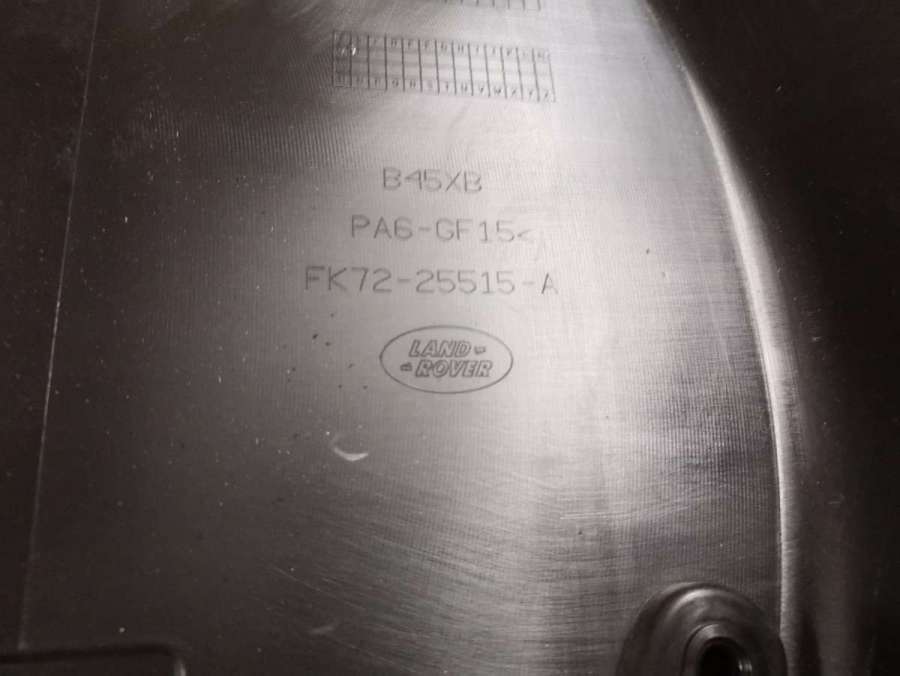 B45XB
PA6-GF15<
FK72-25515-A
LAND-
-ROVER